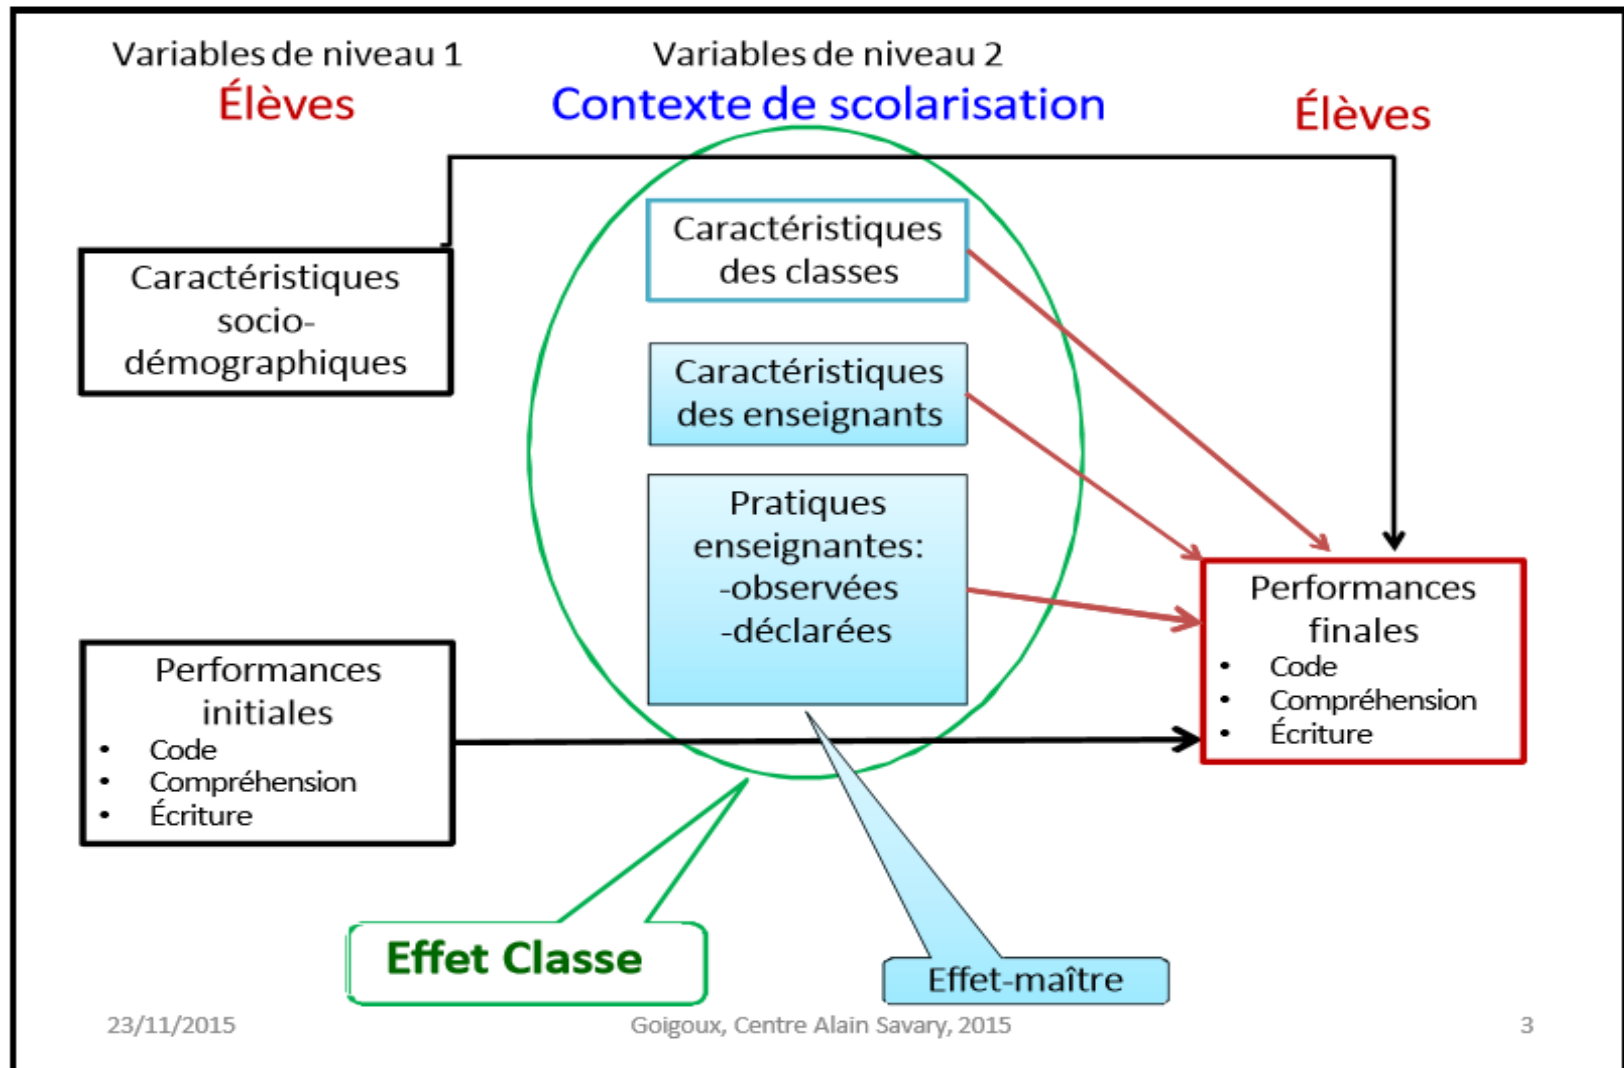 Variables de niveau 1
Élèves
Variables de niveau 2
Contexte de scolarisation
Élèves
Caractéristiques
socio-
démographiques
Caractéristiques
des classes
Caractéristiques
des enseignants
Pratiques
enseignantes:
-observées
-déclarées
Performances
initiales
• Code
• Compréhension
• Écriture
Performances
finales
• Code
• Compréhension
• Écriture
Effet Classe
Effet-maître
23/11/2015
Goigoux, Centre Alain Savary, 2015
3